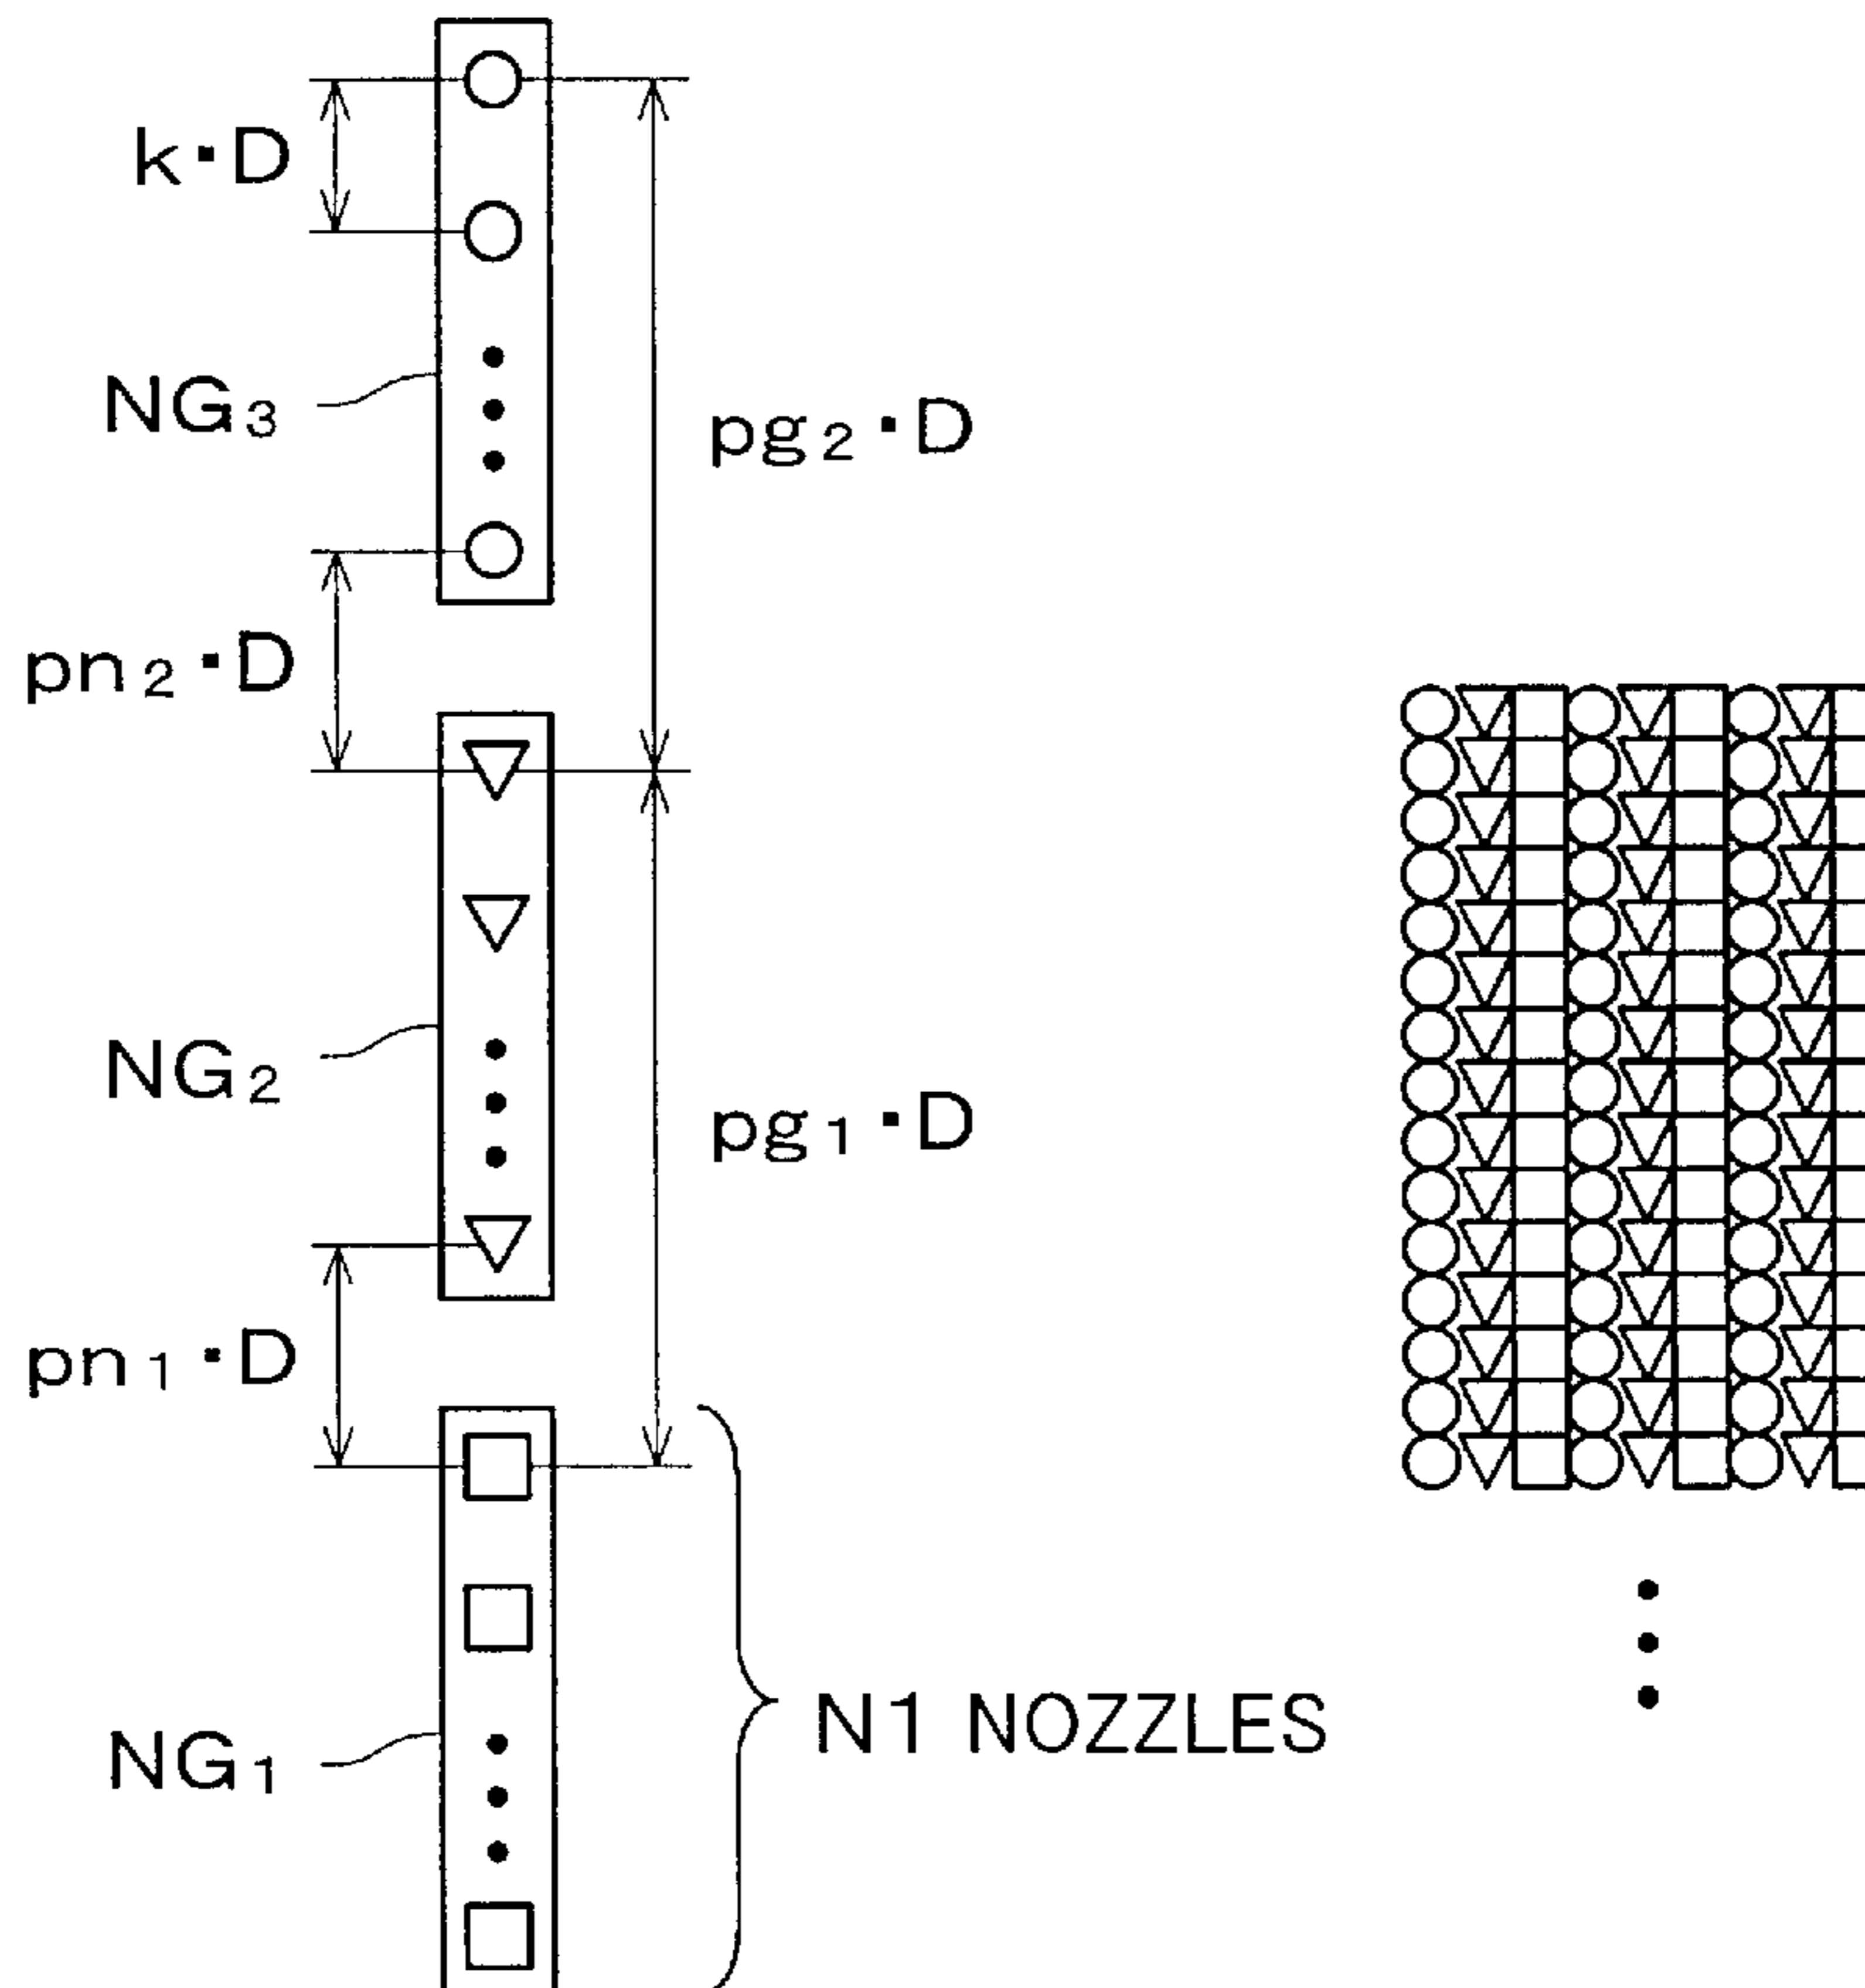 k·D
NG₃
pg₂·D
pn₂·D
NG₂
pg₁·D
pn₁·D
N1 NOZZLES
NG₁